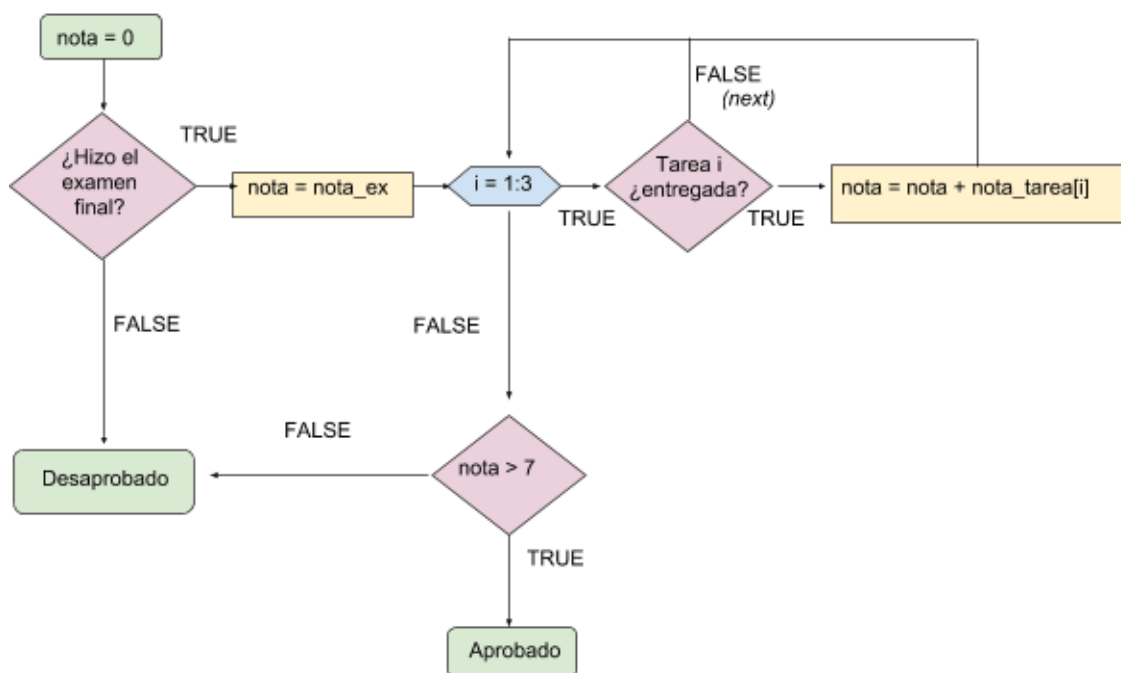 nota = 0
TRUE
¿Hizo el
examen
final?
nota = nota_ex
i = 1:3
TRUE
FALSE
(next)
Tarea i
¿entregada?
TRUE
nota = nota + nota_tarea[i]
FALSE
FALSE
FALSE
nota > 7
Desaprobado
TRUE
Aprobado